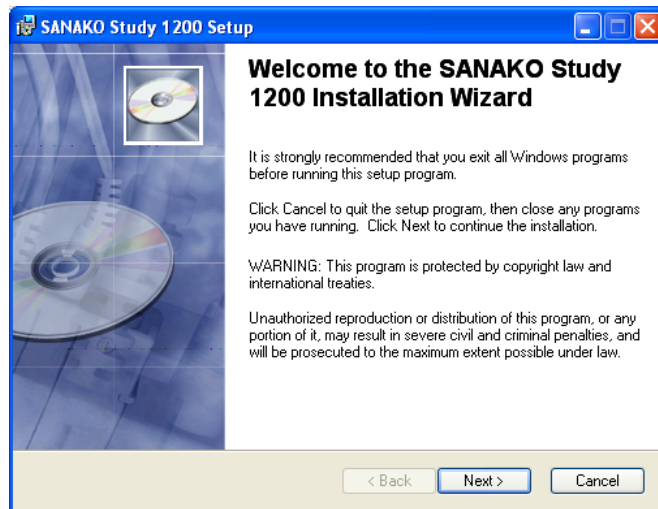 SANAKO Study 1200 Setup
Welcome to the SANAKO Study
1200 Installation Wizard
It is strongly recommended that you exit all Windows programs
before running this setup program.
Click Cancel to quit the setup program, then close any programs
you have running. Click Next to continue the installation.
WARNING: This program is protected by copyright law and
international treaties.
Unauthorized reproduction or distribution of this program, or any
portion of it, may result in severe civil and criminal penalties, and
will be prosecuted to the maximum extent possible under law.
< Back Next > Cancel